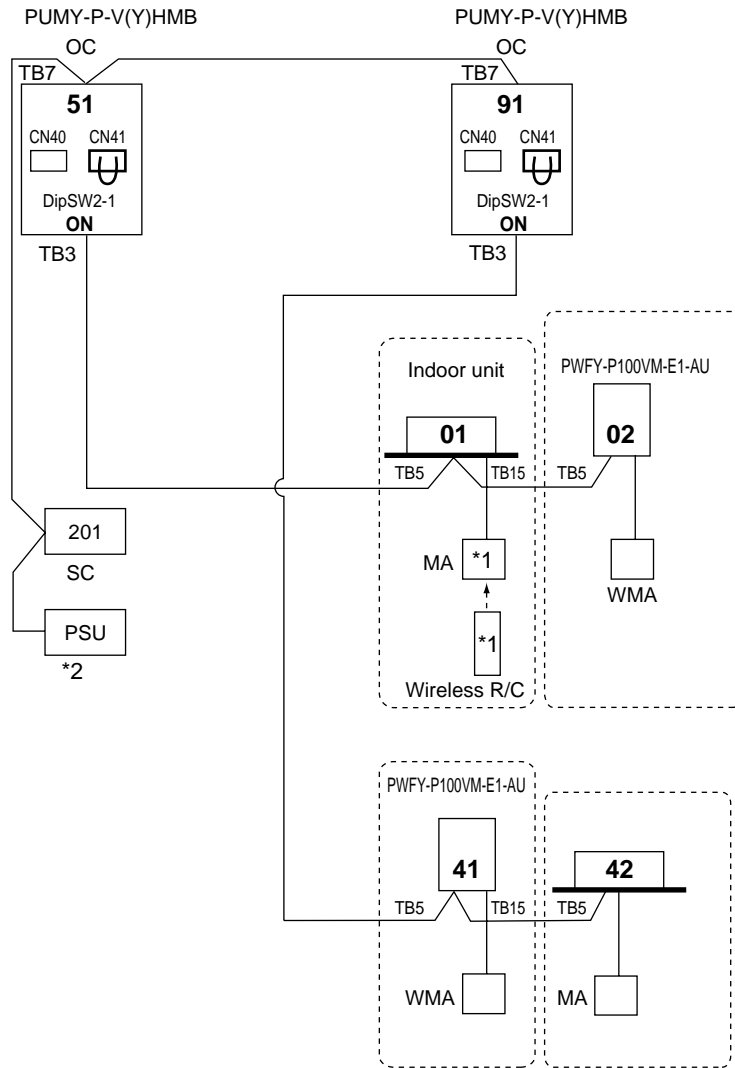 PUMY-P-V(Y)HMB PUMY-P-V(Y)HMB
OC OC
TB7 TB7
51 91
CN40 CN41 CN40 CN41
DipSW2-1 DipSW2-1
ON ON
TB3 TB3
Indoor unit PWFY-P100VM-E1-AU
01 02
TB5 TB15 TB5
201 MA *1 WMA
SC
PSU *1
*2
Wireless R/C
PWFY-P100VM-E1-AU
41 42
TB5 TB15 TB5
WMA MA